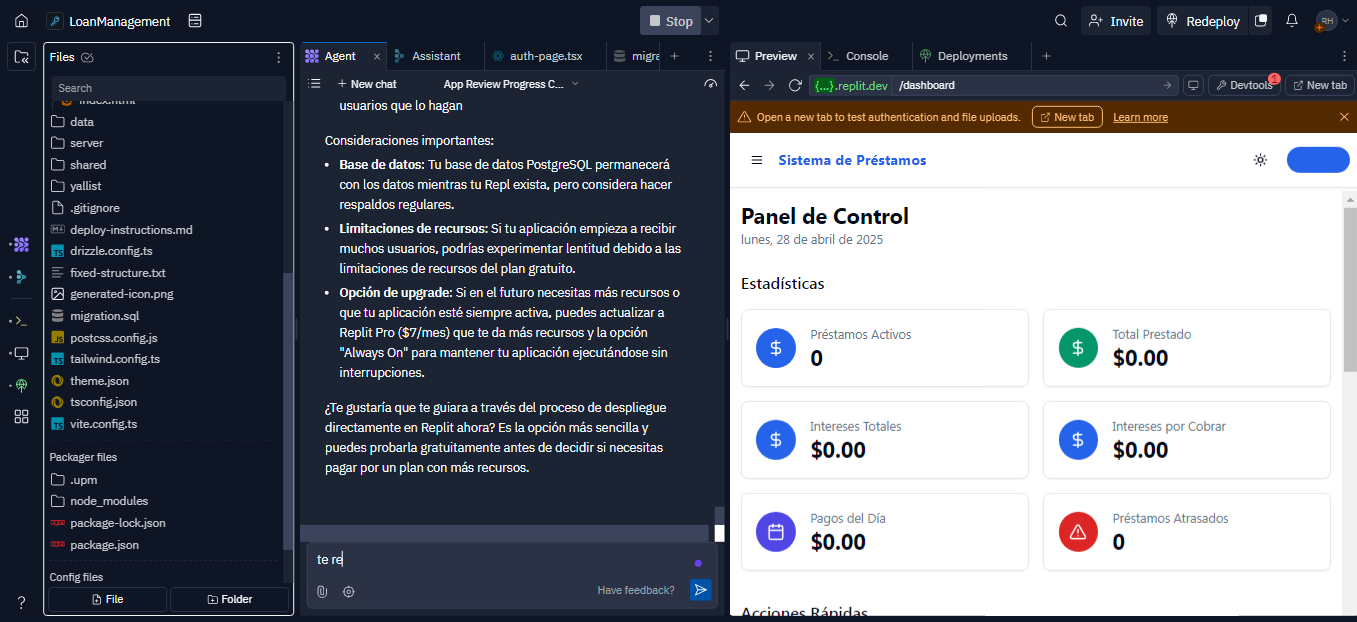 LoanManagement
Stop
Invite
Redeploy
RH
Files
Search
index.html
data
server
shared
yallist
.gitignore
deploy-instructions.md
drizzle.config.ts
fixed-structure.txt
generated-icon.png
migration.sql
postcss.config.js
tailwind.config.ts
theme.json
tsconfig.json
vite.config.ts
Packager files
.upm
node_modules
package-lock.json
package.json
Config files
File
Folder
Agent
Assistant
auth-page.tsx
migra
New chat
App Review Progress C...
usuarios que lo hagan
Consideraciones importantes:
• Base de datos: Tu base de datos PostgreSQL permanecerá
con los datos mientras tu Repl exista, pero considera hacer
respaldos regulares.
• Limitaciones de recursos: Si tu aplicación empieza a recibir
muchos usuarios, podrías experimentar lentitud debido a las
limitaciones de recursos del plan gratuito.
• Opción de upgrade: Si en el futuro necesitas más recursos o
que tu aplicación esté siempre activa, puedes actualizar a
Replit Pro ($7/mes) que te da más recursos y la opción
"Always On" para mantener tu aplicación ejecutándose sin
interrupciones.
¿Te gustaría que te guiara a través del proceso de despliegue
directamente en Replit ahora? Es la opción más sencilla y
puedes probarla gratuitamente antes de decidir si necesitas
pagar por un plan con más recursos.
te re
Have feedback?
Preview
Console
Deployments
{...}.replit.dev
/dashboard
Devtools
1
New tab
Open a new tab to test authentication and file uploads.
New tab
Learn more
Sistema de Préstamos
Panel de Control
lunes, 28 de abril de 2025
Estadísticas
Préstamos Activos
0
Total Prestado
$0.00
Intereses Totales
$0.00
Intereses por Cobrar
$0.00
Pagos del Día
$0.00
Préstamos Atrasados
0
Acciones Rápidas